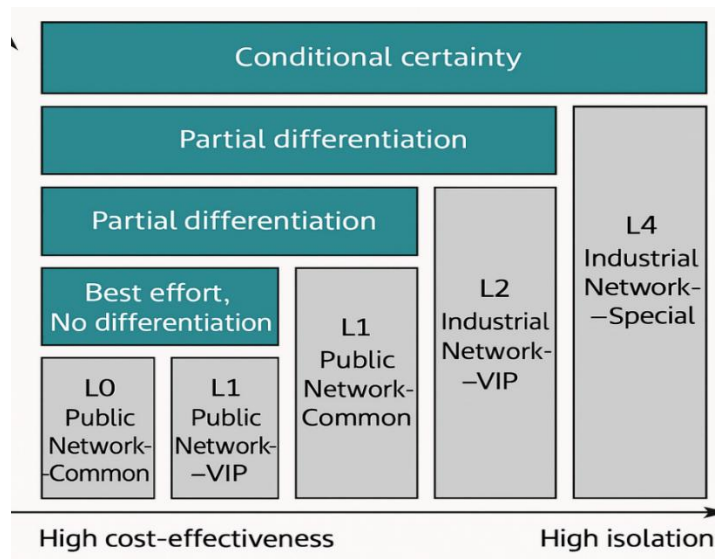 Conditional certainty
Partial differentiation
Partial differentiation
Best effort,
No differentiation
L0
Public
Network-
-Common
L1
Public
Network-
-VIP
L1
Public
Network-
Common
L2
Industrial
Network-
-VIP
L4
Industrial
Network-
-Special
High cost-effectiveness
High isolation